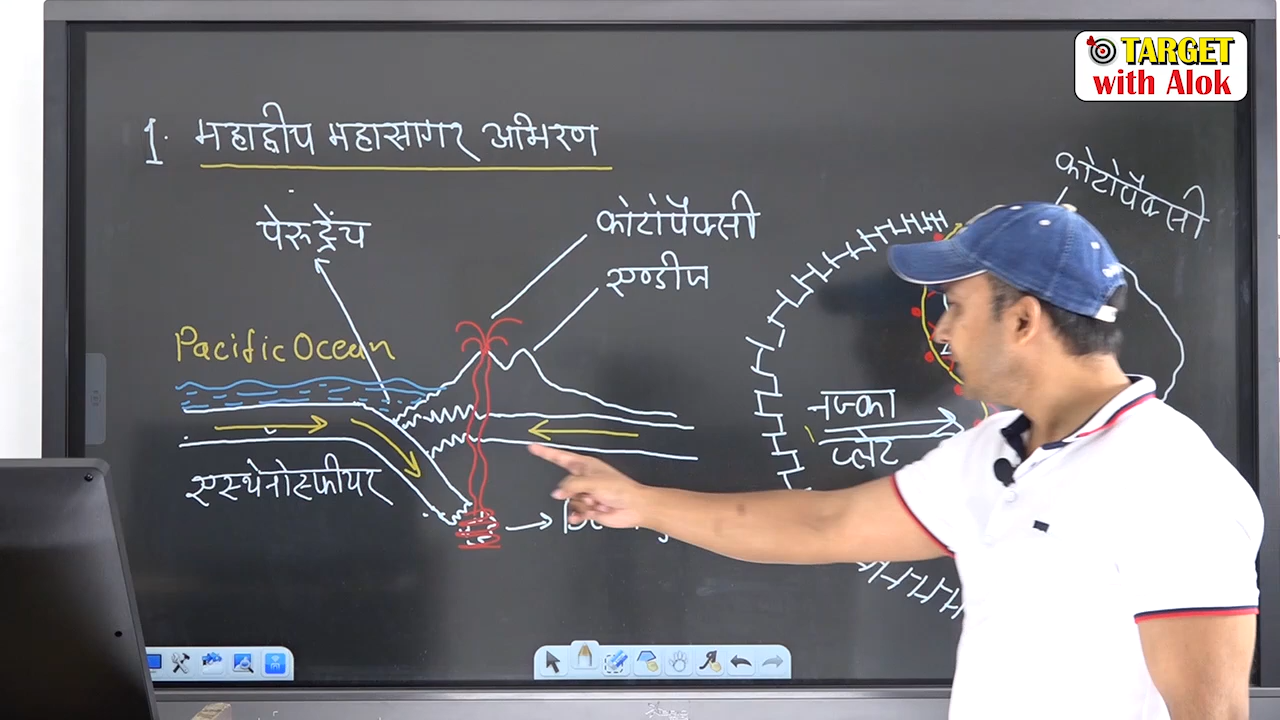 TARGET
with Alok
1. महाद्वीप महासागर अभिसरण
पेरू ट्रेंच
कोटोपैक्सी
एण्डीज
Pacific Ocean
एस्थेनोस्फीयर
कोटोपैक्सी
नज्का
प्लेट